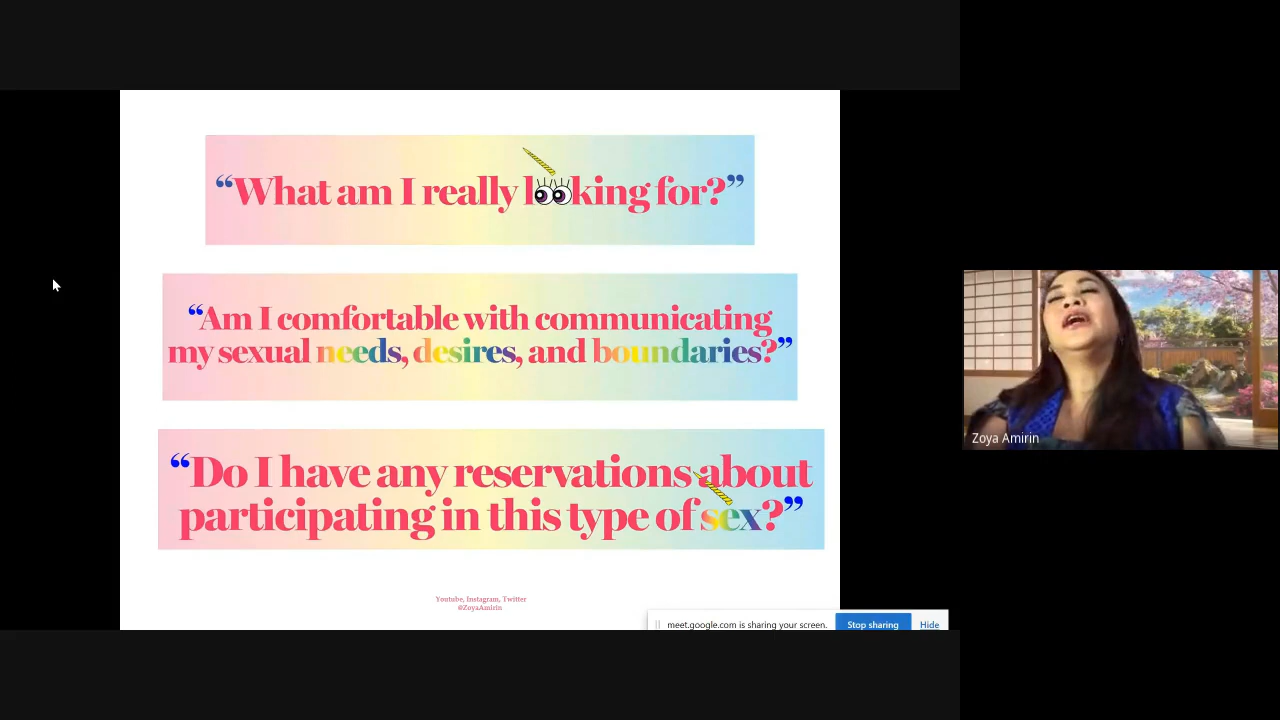 “What am I really looking for?”
“Am I comfortable with communicating
my sexual needs, desires, and boundaries?”
“Do I have any reservations about
participating in this type of sex?”
Youtube, Instagram, Twitter
@ZoyaAmirin
meet.google.com is sharing your screen.
Stop sharing
Hide
Zoya Amirin